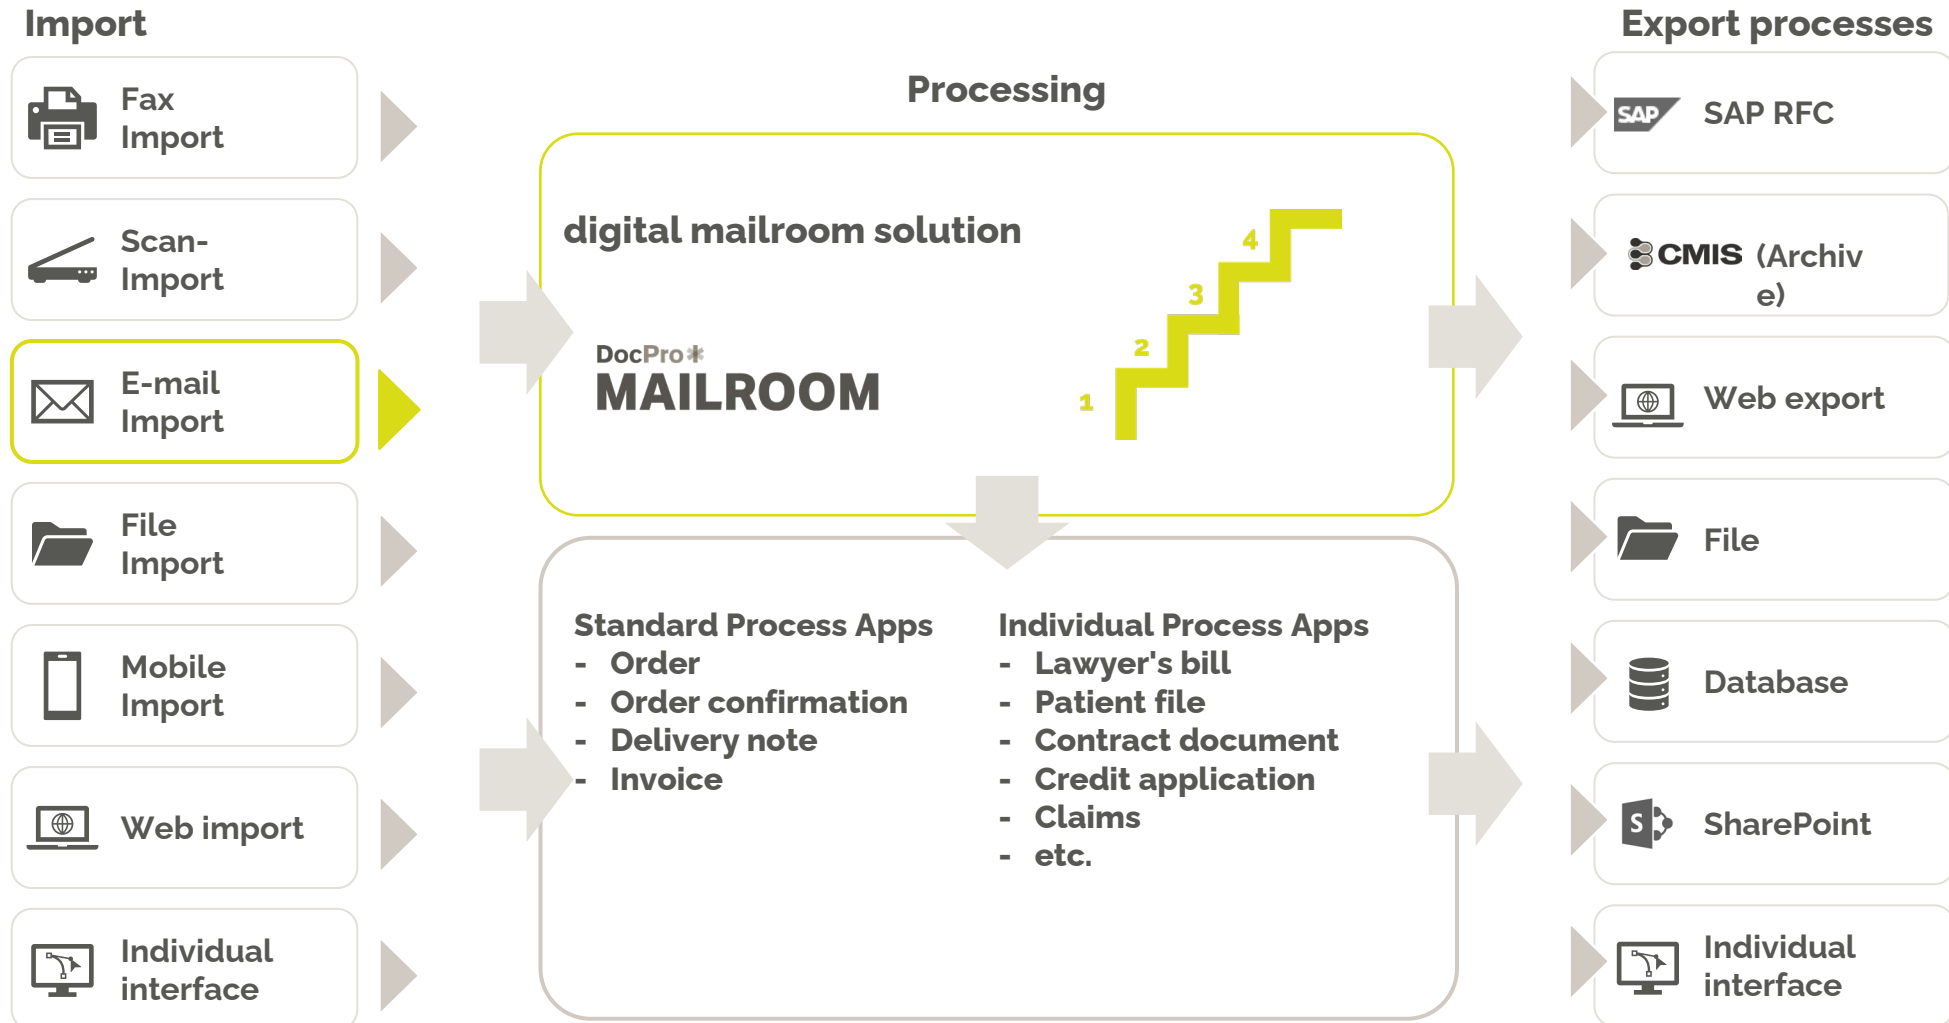 Import
Fax
Import
Scan-
Import
E-mail
Import
File
Import
Mobile
Import
Web import
Individual
interface
Processing
digital mailroom solution
DocPro
MAILROOM
1
2
3
4
Standard Process Apps
- Order
- Order confirmation
- Delivery note
- Invoice
Individual Process Apps
- Lawyer's bill
- Patient file
- Contract document
- Credit application
- Claims
- etc.
Export processes
SAP SAP RFC
CMIS (Archiv
e)
Web export
File
Database
S SharePoint
Individual
interface